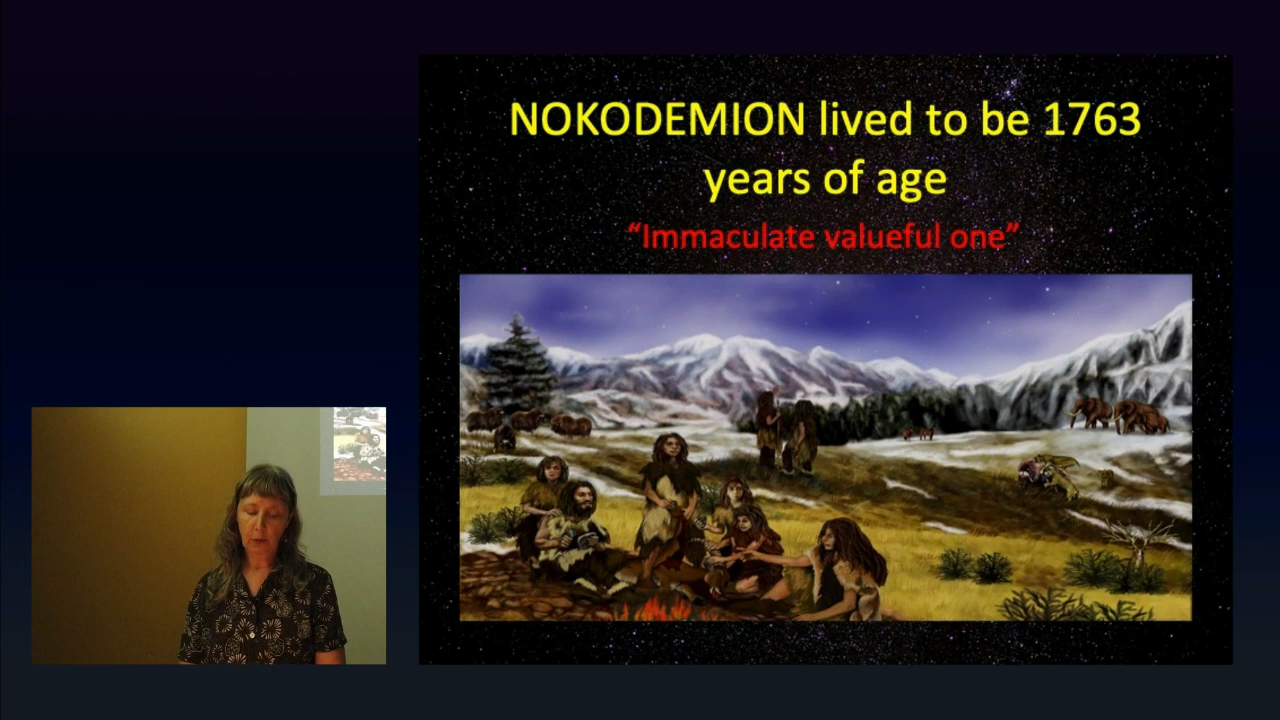 NOKODEMION lived to be 1763
years of age
“Immaculate valueful one”